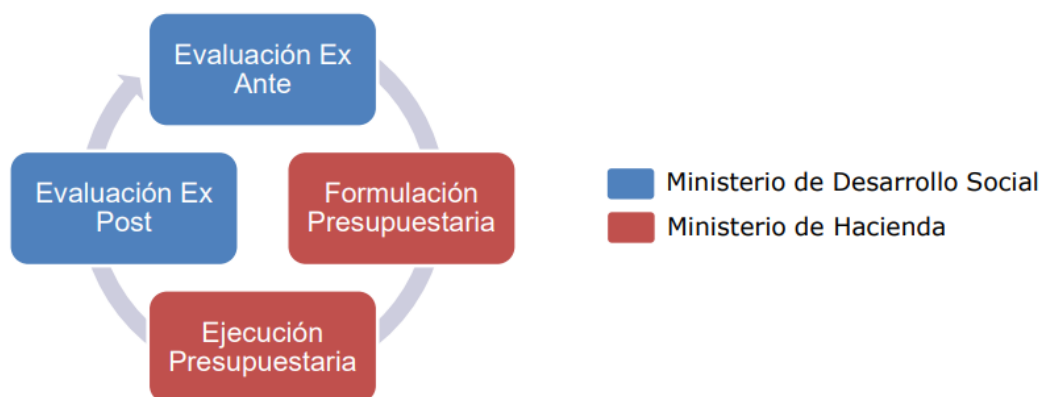 Evaluación Ex
Ante
Evaluación Ex
Post
Formulación
Presupuestaria
Ejecución
Presupuestaria
Ministerio de Desarrollo Social
Ministerio de Hacienda